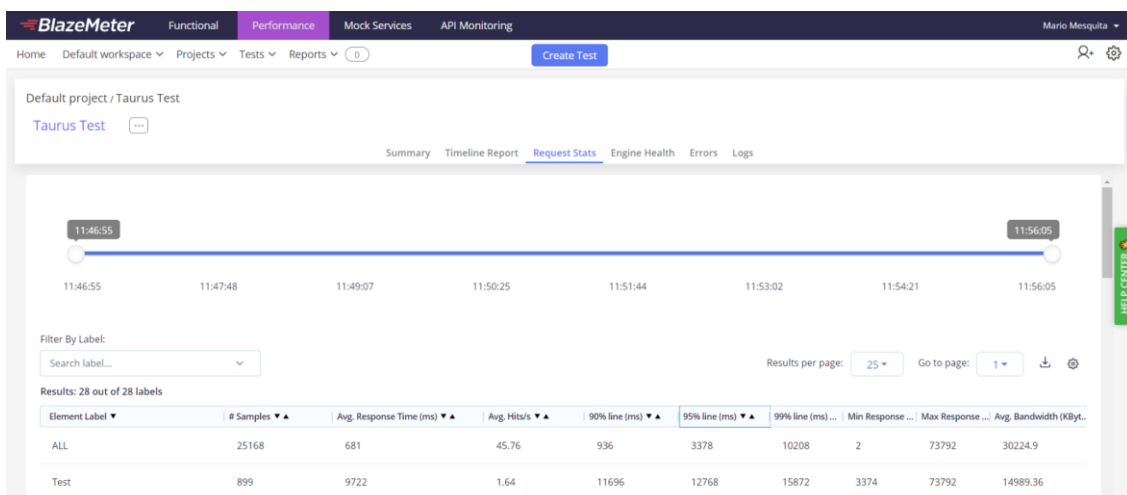 BlazeMeter Functional Performance Mock Services API Monitoring Mario Mesquita
Home Default workspace Projects Tests Reports 0 Create Test
Default project / Taurus Test
Taurus Test ...
Summary Timeline Report Request Stats Engine Health Errors Logs
11:46:55 11:56:05
11:46:55 11:47:48 11:49:07 11:50:25 11:51:44 11:53:02 11:54:21 11:56:05
HELP CENTER
Filter By Label:
Search label... Results per page: 25 Go to page: 1
Results: 28 out of 28 labels
Element Label ▼ # Samples ▼ ▲ Avg. Response Time (ms) ▼ ▲ Avg. Hits/s ▼ ▲ 90% line (ms) ▼ ▲ 95% line (ms) ▼ ▲ 99% line (ms) ... Min Response ... Max Response ... Avg. Bandwidth (KByt..
ALL 25168 681 45.76 936 3378 10208 2 73792 30224.9
Test 899 9722 1.64 11696 12768 15872 3374 73792 14989.36